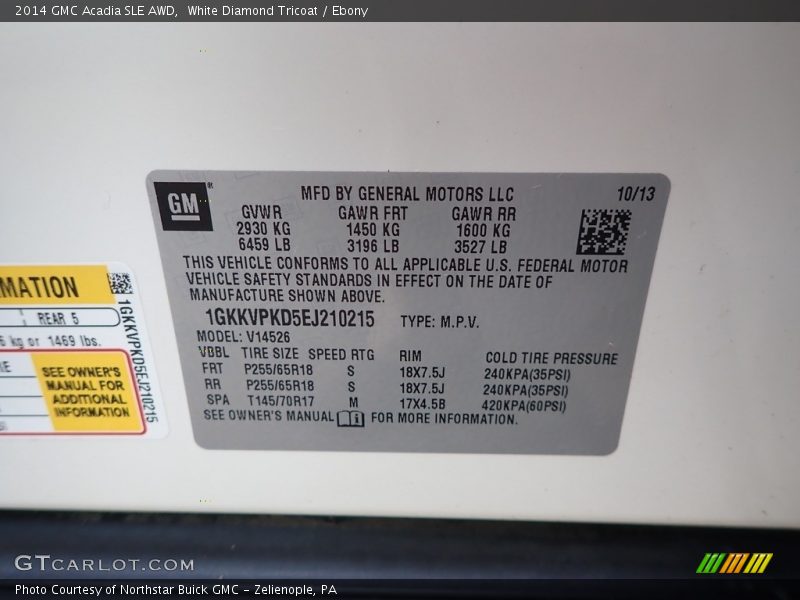 2014 GMC Acadia SLE AWD, White Diamond Tricoat / Ebony
GM ®
MFD BY GENERAL MOTORS LLC 10/13
GVWR GAWR FRT GAWR RR
2930 KG 1450 KG 1600 KG
6459 LB 3196 LB 3527 LB
THIS VEHICLE CONFORMS TO ALL APPLICABLE U.S. FEDERAL MOTOR
VEHICLE SAFETY STANDARDS IN EFFECT ON THE DATE OF
MANUFACTURE SHOWN ABOVE.
1GKKVPKD5EJ210215 TYPE: M.P.V.
MODEL: V14526
VBBL TIRE SIZE SPEED RTG RIM COLD TIRE PRESSURE
FRT P255/65R18 S 18X7.5J 240KPA(35PSI)
RR P255/65R18 S 18X7.5J 240KPA(35PSI)
SPA T145/70R17 M 17X4.5B 420KPA(60PSI)
SEE OWNER'S MANUAL FOR MORE INFORMATION.
MATION
REAR 5
6 kg or 1469 lbs.
RE
SEE OWNER'S
MANUAL FOR
ADDITIONAL
INFORMATION
1GKKVPKD5EJ210215
GTCARLOT.COM
Photo Courtesy of Northstar Buick GMC - Zelienople, PA